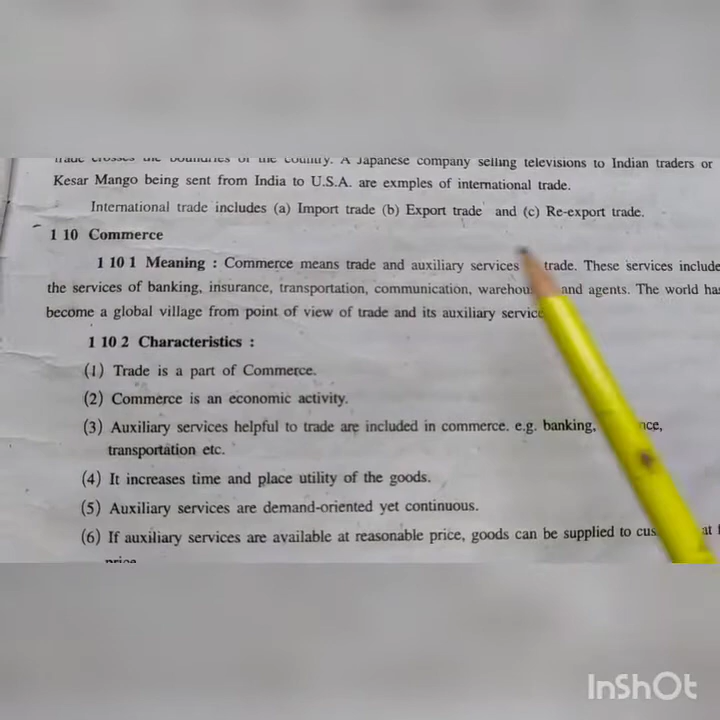 trade crosses the boundaries of the country. A Japanese company selling televisions to Indian traders or
Kesar Mango being sent from India to U.S.A. are exmples of international trade.
International trade includes (a) Import trade (b) Export trade and (c) Re-export trade.
1 10 Commerce
1 10 1 Meaning : Commerce means trade and auxiliary services trade. These services include
the services of banking, insurance, transportation, communication, and agents. The world has
become a global village from point of view of trade and its auxiliary
1 10 2 Characteristics :
(1) Trade is a part of Commerce.
(2) Commerce is an economic activity.
(3) Auxiliary services helpful to trade are included in commerce. e.g. banking,
transportation etc.
(4) It increases time and place utility of the goods.
(5) Auxiliary services are demand-oriented yet continuous.
(6) If auxiliary services are available at reasonable price, goods can be supplied to at
price
InShOt